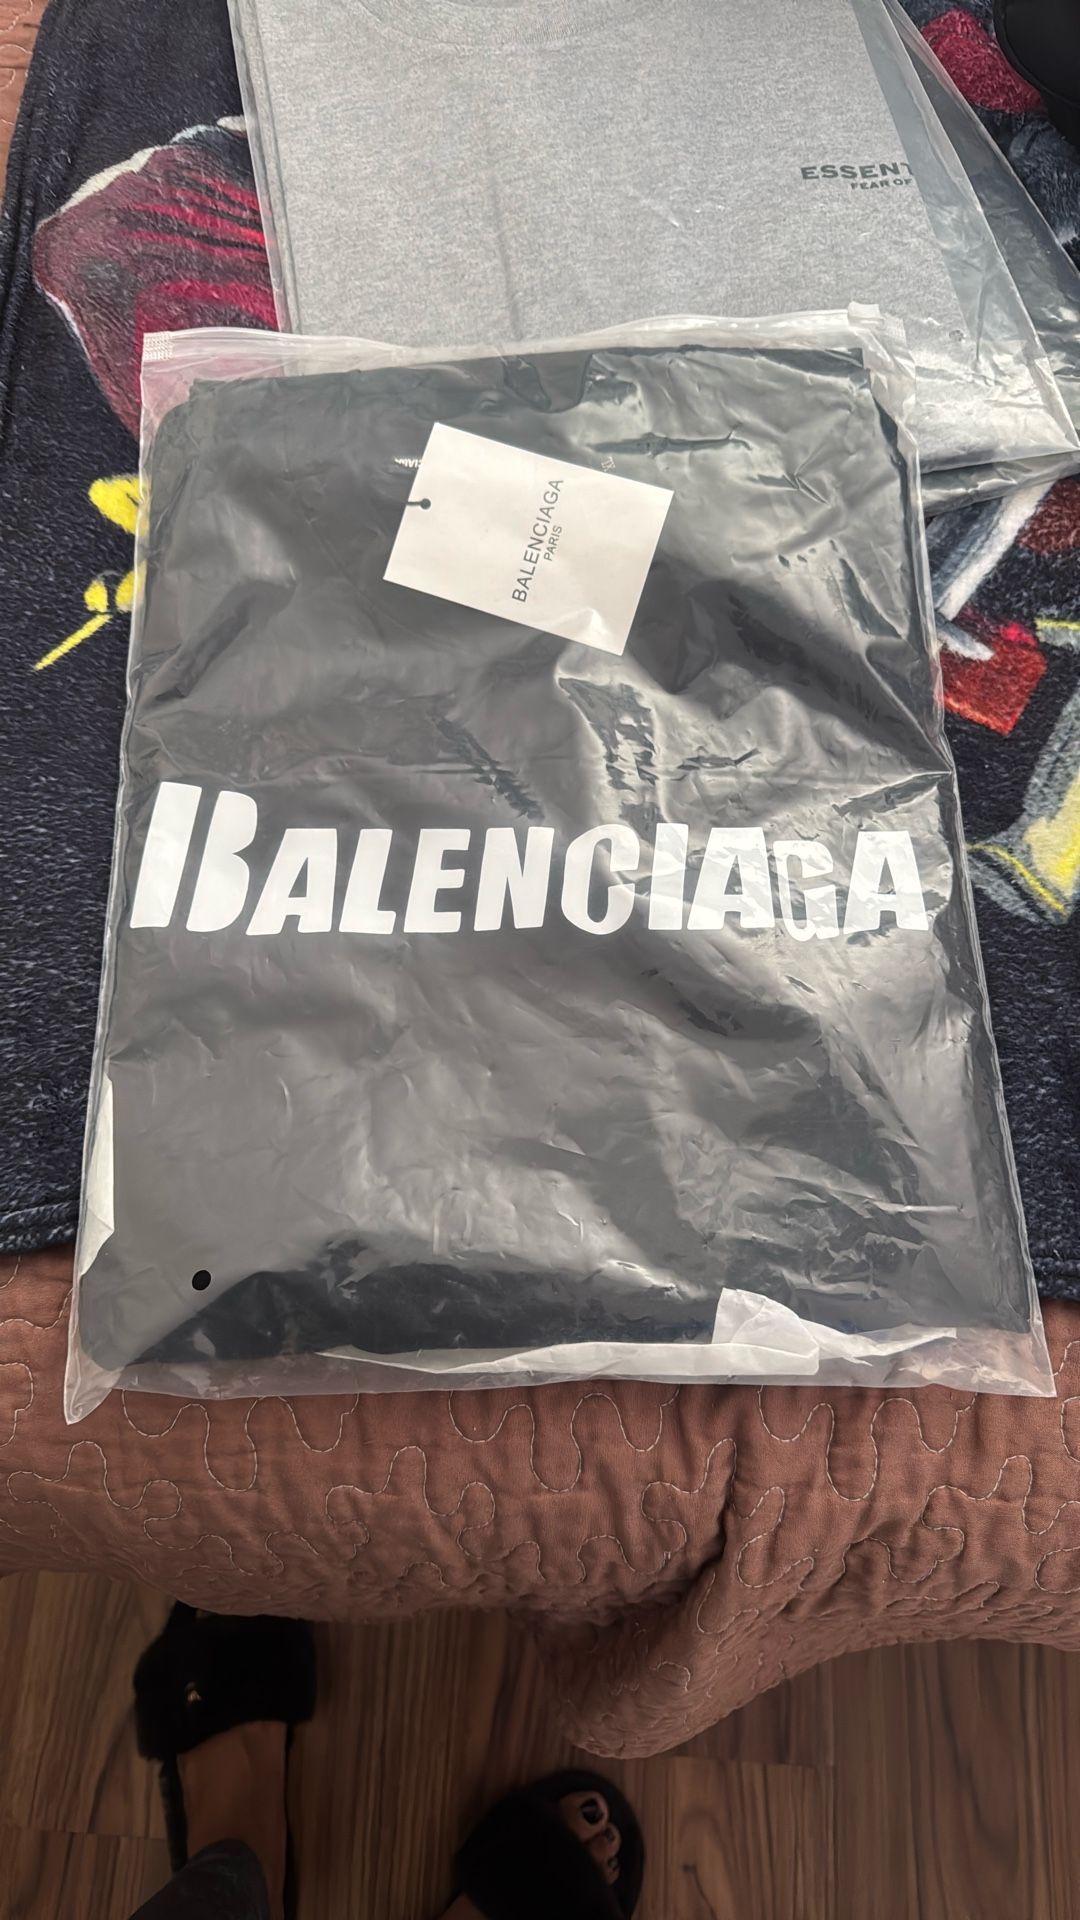 ESSENT
FEAR OF
BALENCIAGA
PARIS
BALENCIAGA